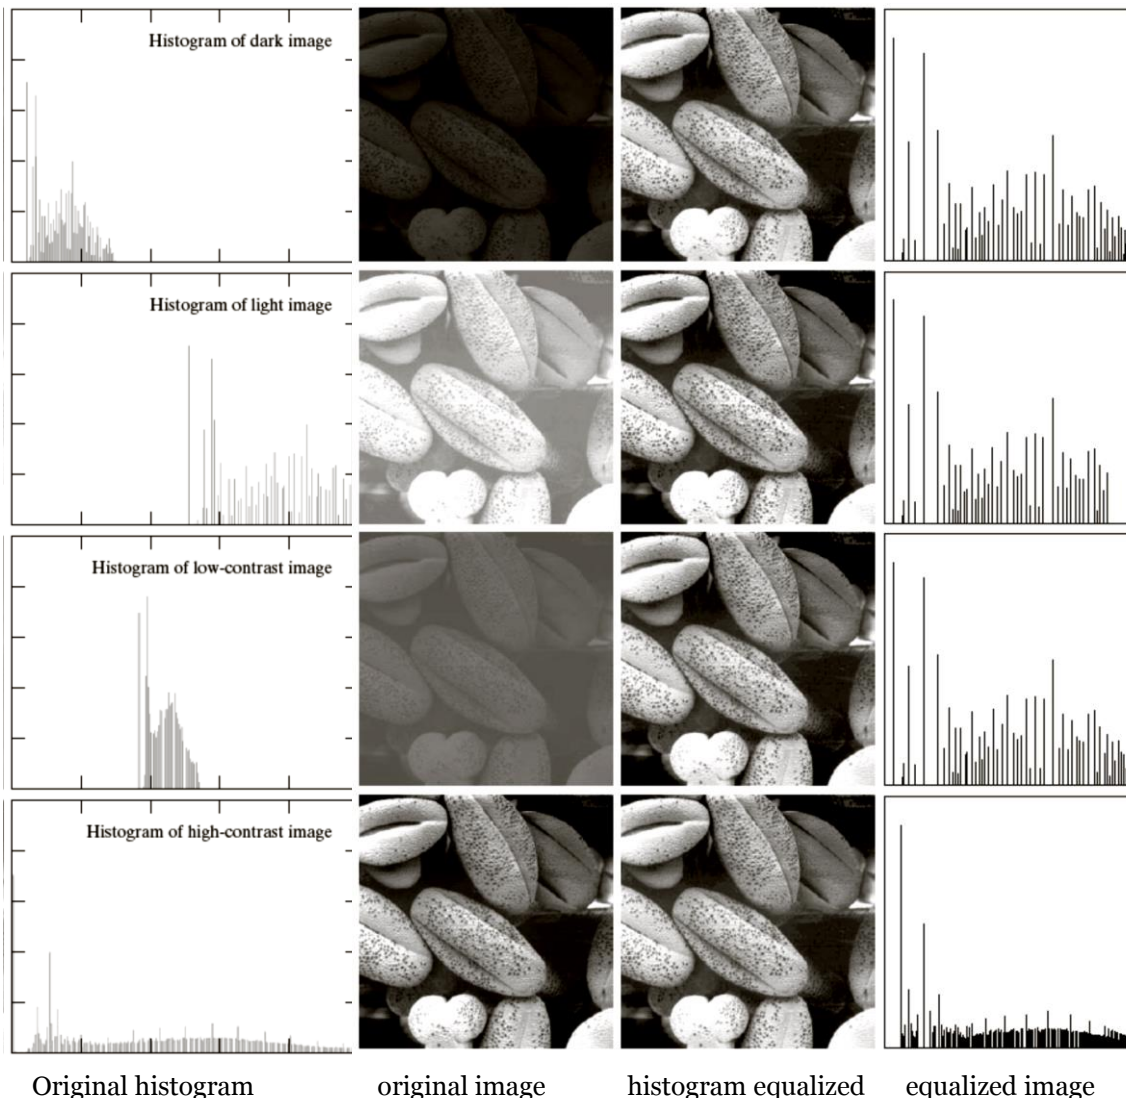 Histogram of dark image
Histogram of light image
Histogram of low-contrast image
Histogram of high-contrast image
Original histogram original image histogram equalized equalized image